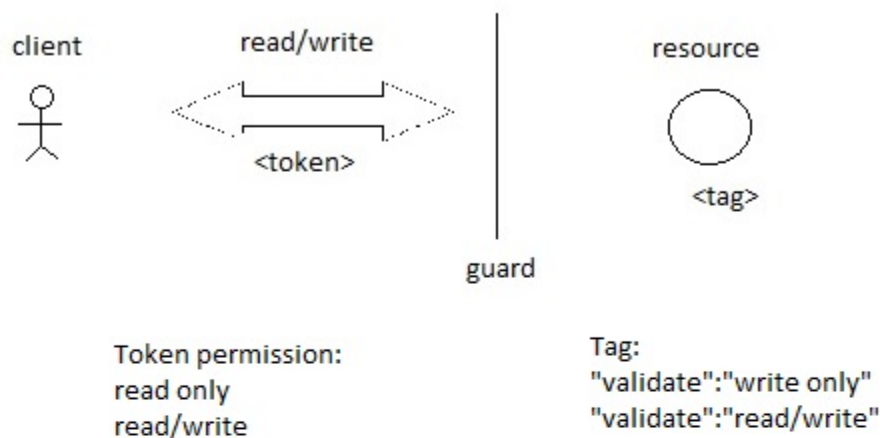 client
read/write
resource
<token>
<tag>
guard
Token permission:
read only
read/write
Tag:
"validate":"write only"
"validate":"read/write"